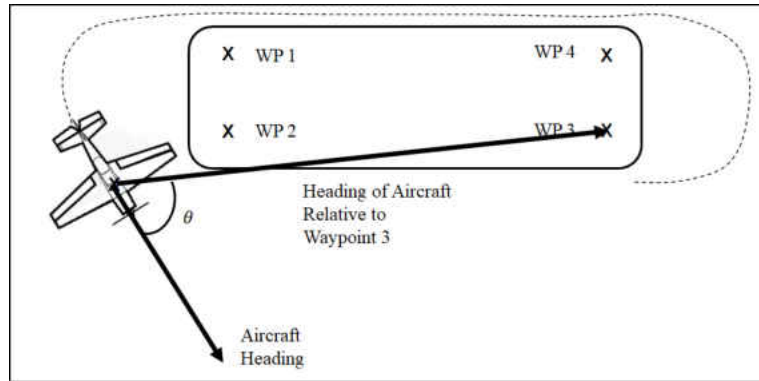 X WP 1
WP 4 X
X WP 2
WP 3 X
Heading of Aircraft
Relative to
Waypoint 3
θ
Aircraft
Heading